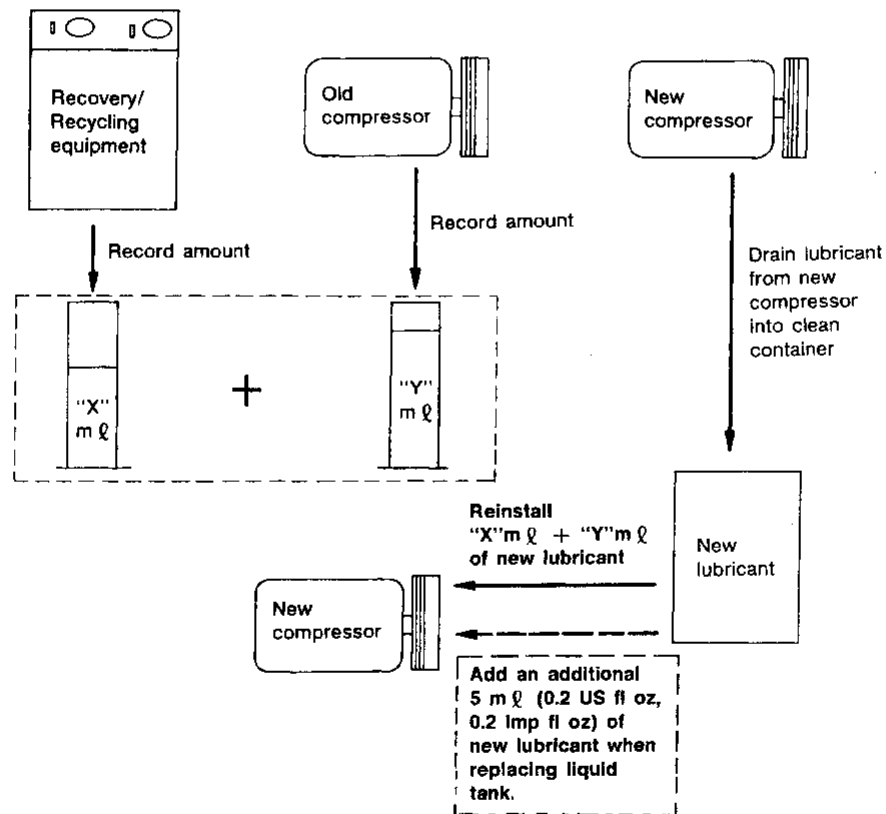 Recovery/
Recycling
equipment
Old
compressor
New
compressor
Record amount
Record amount
Drain lubricant
from new
compressor
into clean
container
"X"
m ℓ
+
"Y"
m ℓ
Reinstall
"X"m ℓ + "Y"m ℓ
of new lubricant
New
lubricant
New
compressor
Add an additional
5 m ℓ (0.2 US fl oz,
0.2 Imp fl oz) of
new lubricant when
replacing liquid
tank.